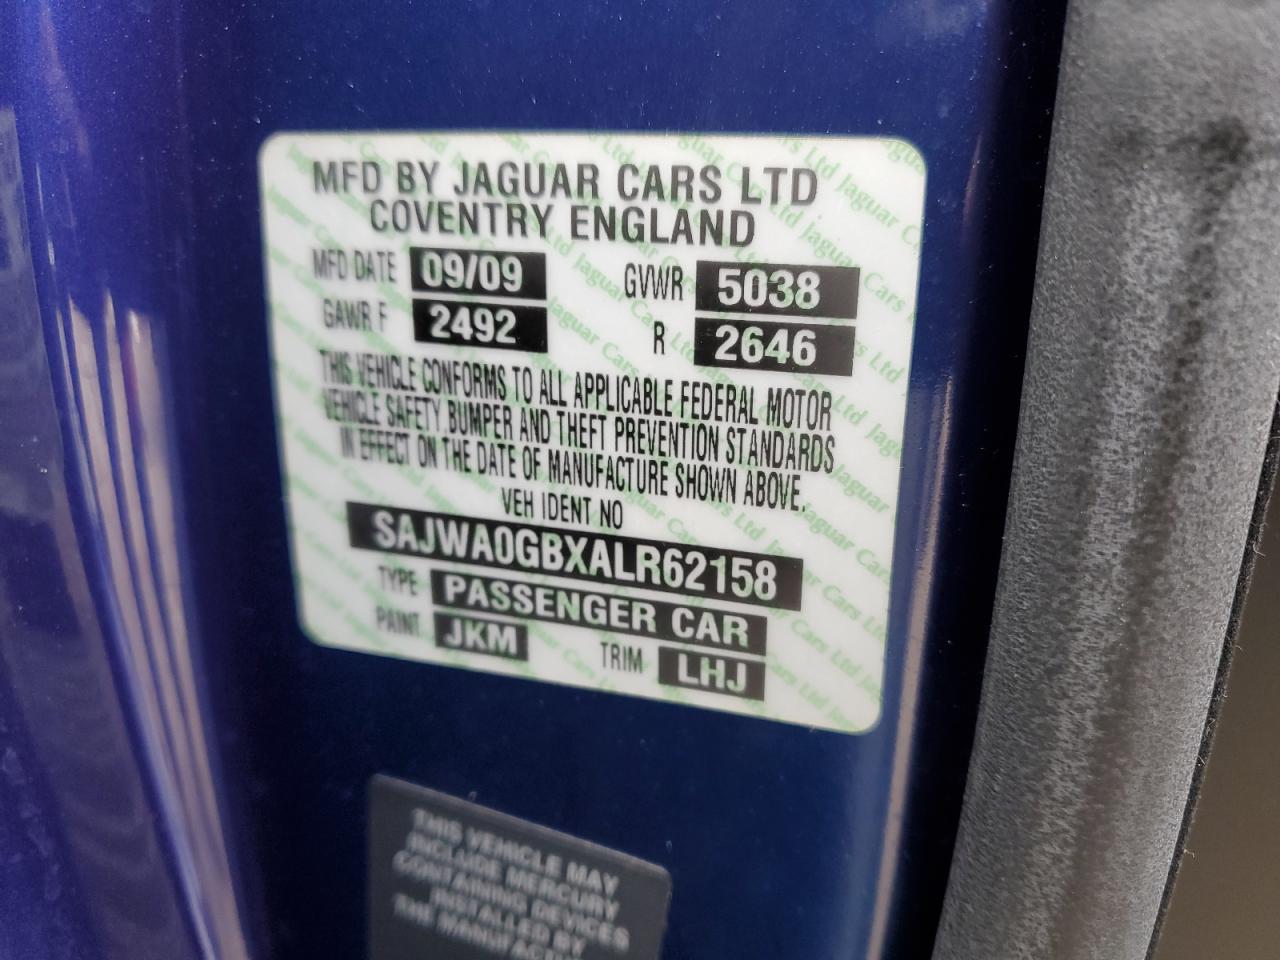 MFD BY JAGUAR CARS LTD
COVENTRY ENGLAND
MFD DATE 09/09 GVWR 5038
GAWR F 2492 R 2646
THIS VEHICLE CONFORMS TO ALL APPLICABLE FEDERAL MOTOR
VEHICLE SAFETY, BUMPER AND THEFT PREVENTION STANDARDS
IN EFFECT ON THE DATE OF MANUFACTURE SHOWN ABOVE.
VEH IDENT NO
SAJWA0GBXALR62158
TYPE PASSENGER CAR
PAINT JKM TRIM LHJ
THIS VEHICLE MAY
INCLUDE MERCURY
CONTAINING DEVICES
INSTALLED BY
THE